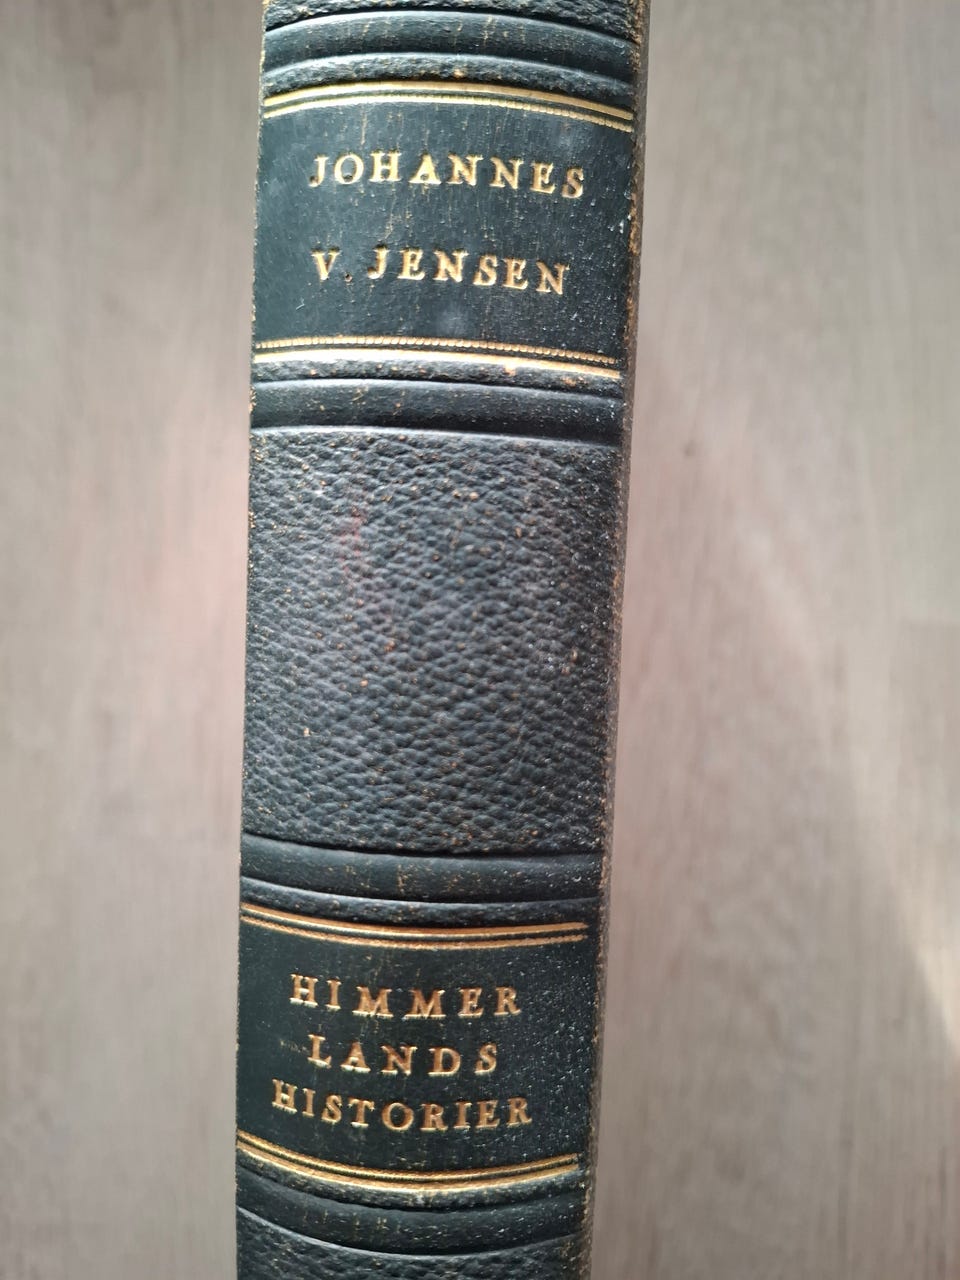 JOHANNES
V. JENSEN
HIMMER
LANDS
HISTORIER